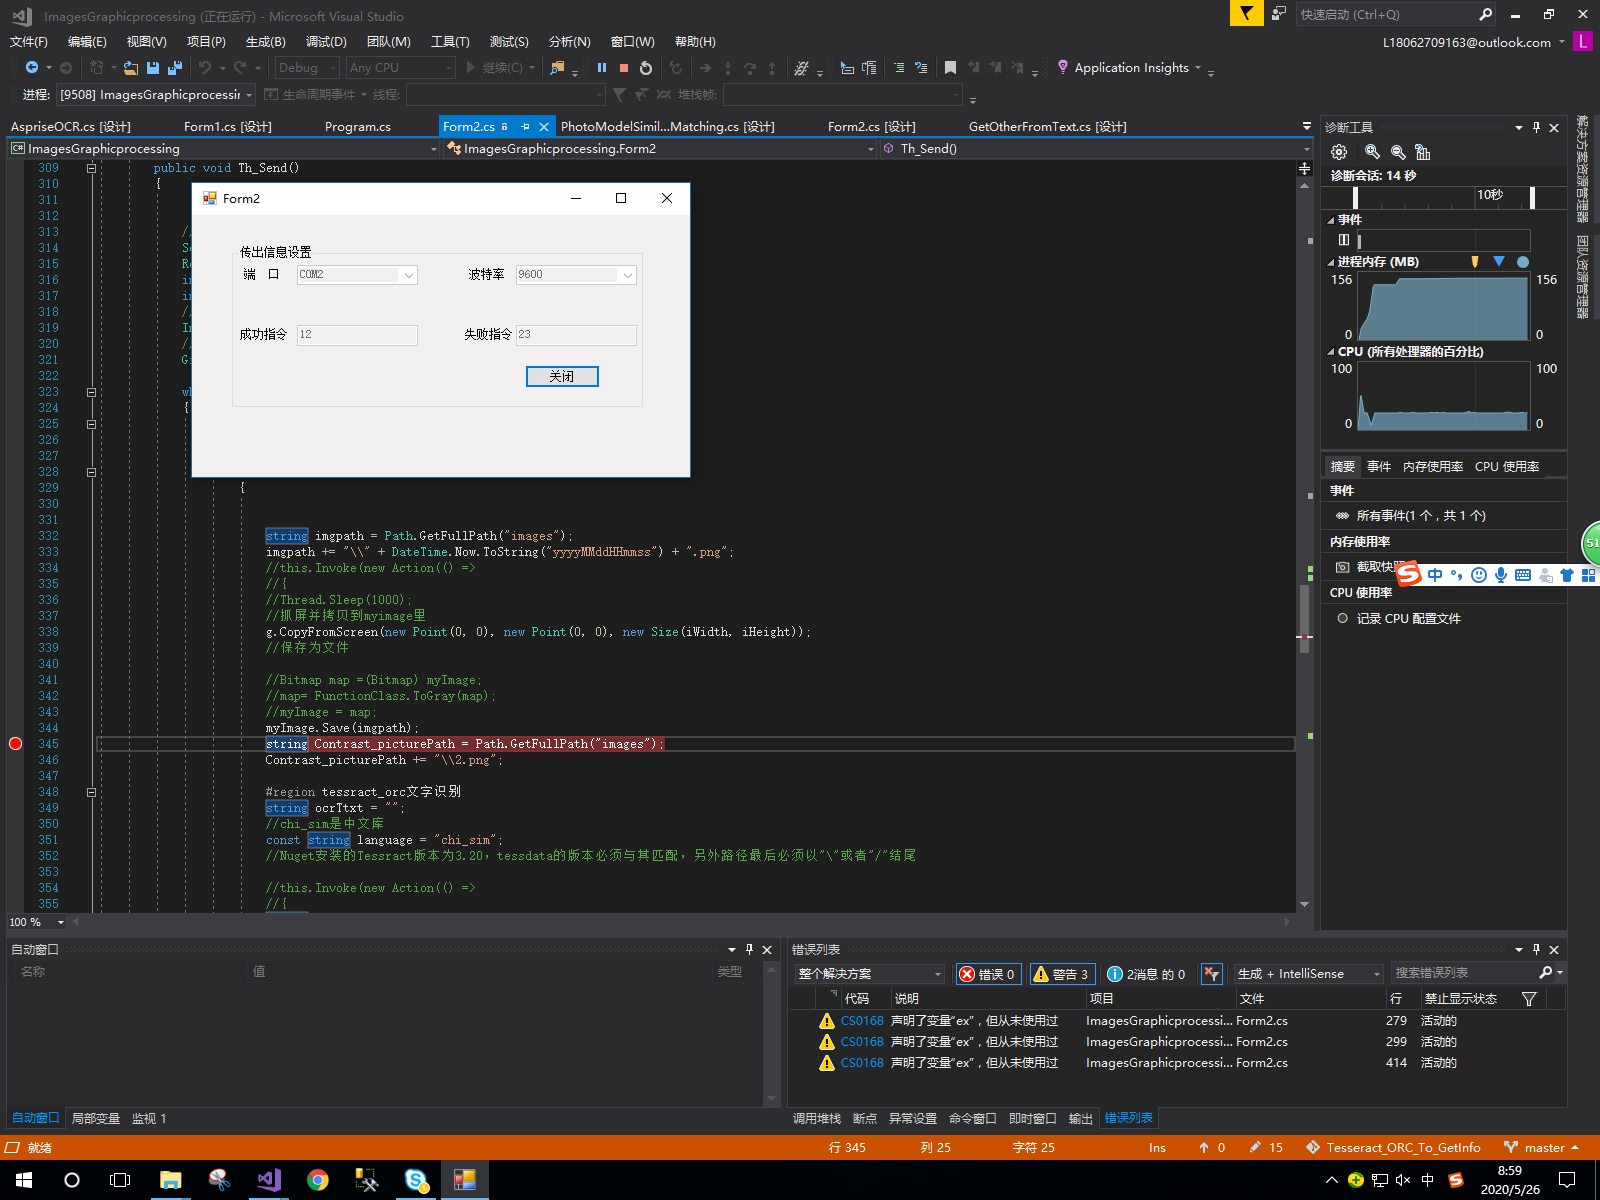 ImagesGraphicprocessing (正在运行) - Microsoft Visual Studio
快速启动 (Ctrl+Q)
文件(F) 编辑(E) 视图(V) 项目(P) 生成(B) 调试(D) 团队(M) 工具(T) 测试(S) 分析(N) 窗口(W) 帮助(H)
L18062709163@outlook.com L
Debug Any CPU 继续(C) Application Insights
进程: [9508] ImagesGraphicprocessin 生命周期事件 线程: 堆栈帧:
AspriseOCR.cs [设计] Form1.cs [设计] Program.cs Form2.cs PhotoModelSimil...Matching.cs [设计] Form2.cs [设计] GetOtherFromText.cs [设计]
C# ImagesGraphicprocessing ImagesGraphicprocessing.Form2 Th_Send()
309 public void Th_Send()
310 {
311
312
313 //
314 S
315 R
316 in
317 in
318 //
319 I
320 //
321 G
322
323 wh
324 {
325
326
327
328
329 {
330
331
332 string imgpath = Path.GetFullPath("images");
333 imgpath += "\\" + DateTime.Now.ToString("yyyyMMddHHmmss") + ".png";
334 //this.Invoke(new Action(() =>
335 //{
336 //Thread.Sleep(1000);
337 //抓屏并拷贝到myimage里
338 g.CopyFromScreen(new Point(0, 0), new Point(0, 0), new Size(iWidth, iHeight));
339 //保存为文件
340
341 //Bitmap map =(Bitmap) myImage;
342 //map= FunctionClass.ToGray(map);
343 //myImage = map;
344 myImage.Save(imgpath);
345 string Contrast_picturePath = Path.GetFullPath("images");
346 Contrast_picturePath += "\\2.png";
347
348 #region tessract_orc文字识别
349 string ocrTtxt = "";
350 //chi_sim是中文库
351 const string language = "chi_sim";
352 //Nuget安装的Tessract版本为3.20，tessdata的版本必须与其匹配，另外路径最后必须以"\"或者"/"结尾
353
354 //this.Invoke(new Action(() =>
355 //{
100 %
Form2
传出信息设置
端 口 COM2 波特率 9600
成功指令 12 失败指令 23
关闭
诊断工具
诊断会话: 14 秒
10秒
事件
进程内存 (MB)
156 156
0 0
CPU (所有处理器的百分比)
100 100
0 0
摘要 事件 内存使用率 CPU 使用率
事件
所有事件(1 个，共 1 个)
内存使用率
截取快
CPU 使用率
记录 CPU 配置文件
解决方案资源管理器
团队资源管理器
51
S 中
自动窗口
名称 值 类型
自动窗口 局部变量 监视 1
错误列表
整个解决方案 错误 0 警告 3 2消息 的 0 生成 + IntelliSense 搜索错误列表
代码 说明 项目 文件 行 禁止显示状态
CS0168 声明了变量"ex"，但从未使用过 ImagesGraphicprocessi... Form2.cs 279 活动的
CS0168 声明了变量"ex"，但从未使用过 ImagesGraphicprocessi... Form2.cs 299 活动的
CS0168 声明了变量"ex"，但从未使用过 ImagesGraphicprocessi... Form2.cs 414 活动的
调用堆栈 断点 异常设置 命令窗口 即时窗口 输出 错误列表
就绪 行 345 列 25 字符 25 Ins 0 15 Tesseract_ORC_To_GetInfo master
中 S 8:59
2020/5/26